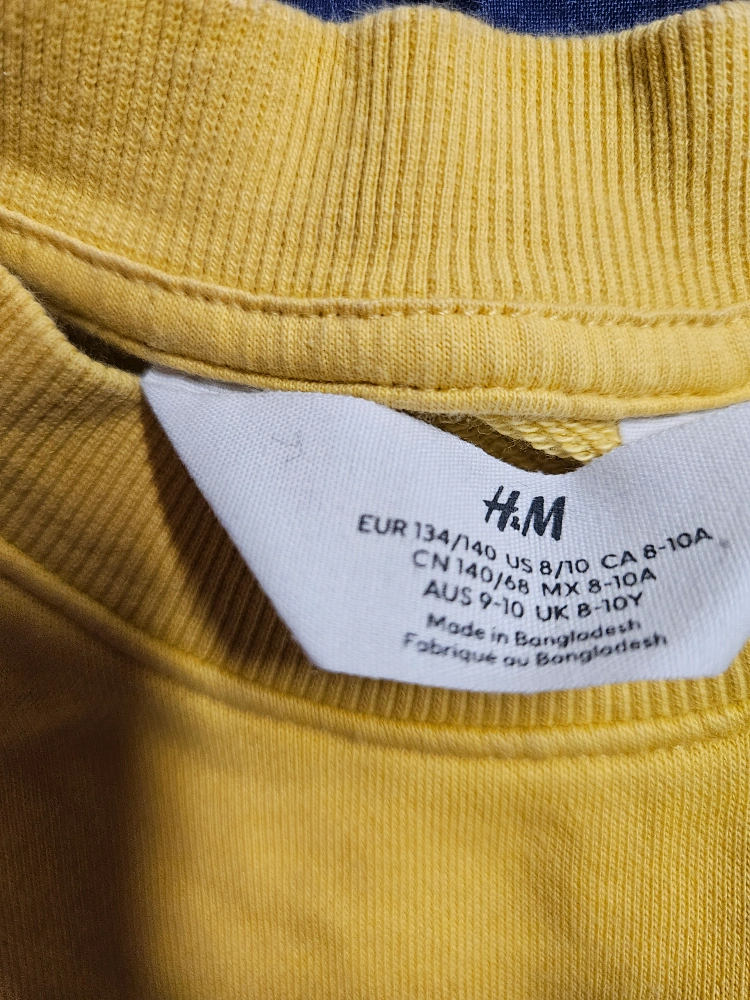 H&M
EUR 134/140 US 8/10 CA 8-10A
CN 140/68 MX 8-10A
AUS 9-10 UK 8-10Y
Made in Bangladesh
Fabriqué au Bangladesh